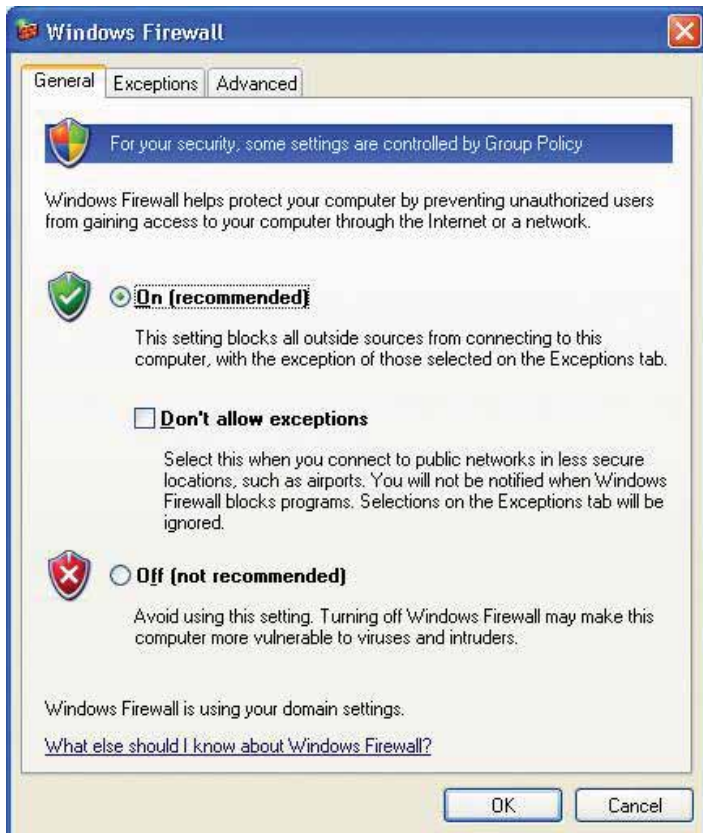 Windows Firewall
General Exceptions Advanced
For your security, some settings are controlled by Group Policy
Windows Firewall helps protect your computer by preventing unauthorized users
from gaining access to your computer through the Internet or a network.
On (recommended)
This setting blocks all outside sources from connecting to this
computer, with the exception of those selected on the Exceptions tab.
Don't allow exceptions
Select this when you connect to public networks in less secure
locations, such as airports. You will not be notified when Windows
Firewall blocks programs. Selections on the Exceptions tab will be
ignored.
Off (not recommended)
Avoid using this setting. Turning off Windows Firewall may make this
computer more vulnerable to viruses and intruders.
Windows Firewall is using your domain settings.
What else should I know about Windows Firewall?
OK Cancel